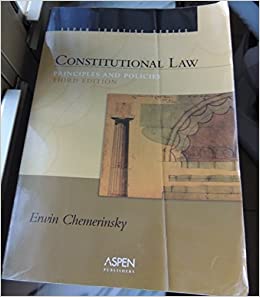 CONSTITUTIONAL LAW
PRINCIPLES AND POLICIES
THIRD EDITION
Erwin Chemerinsky
ASPEN
PUBLISHERS